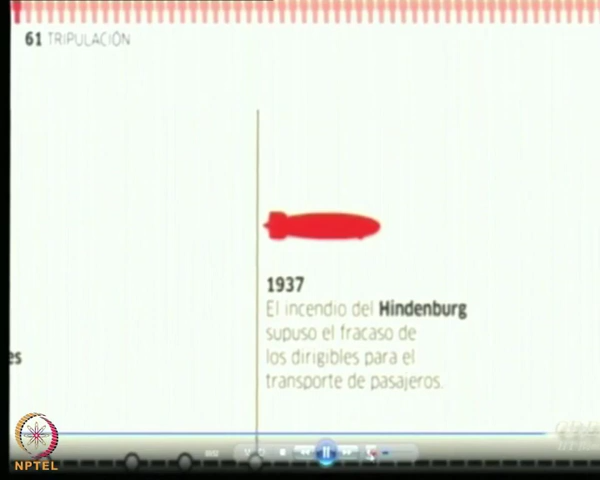 61 TRIPULACIÓN
1937
El incendio del Hindenburg
supuso el fracaso de
los dirigibles para el
transporte de pasajeros.
es
NPTEL